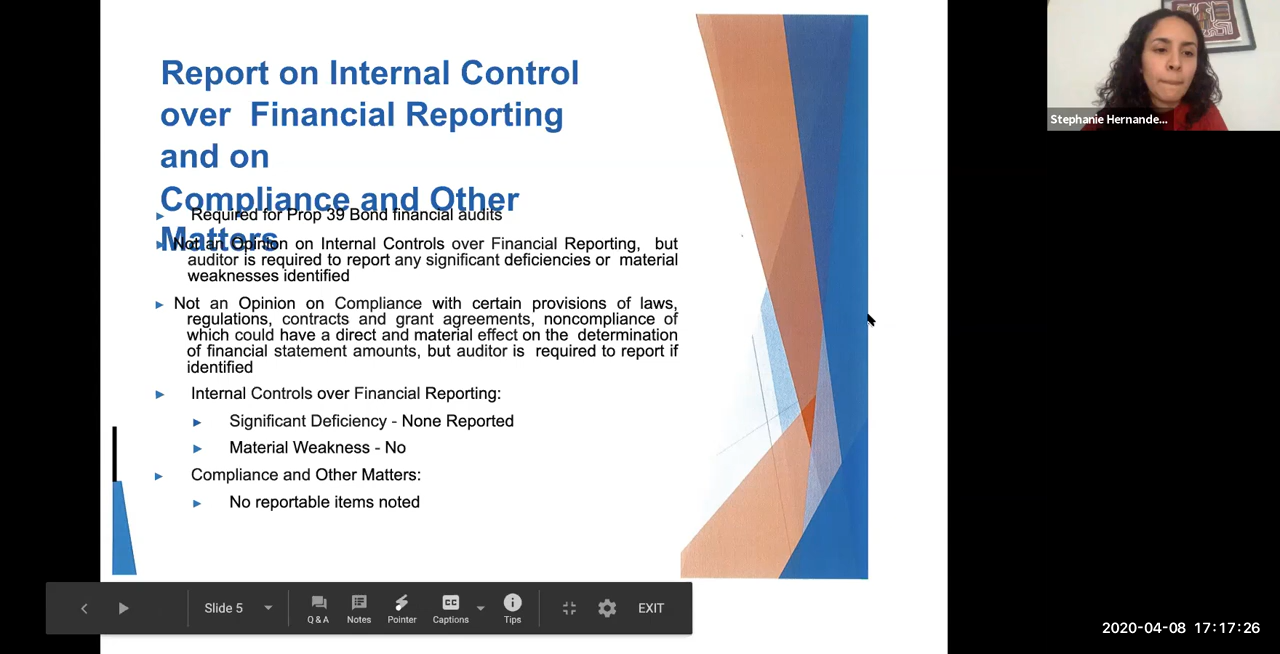 Report on Internal Control
over Financial Reporting
and on
Compliance and Other
Matters
Required for Prop 39 Bond financial audits
Not an Opinion on Internal Controls over Financial Reporting, but
auditor is required to report any significant deficiencies or material
weaknesses identified
Not an Opinion on Compliance with certain provisions of laws,
regulations, contracts and grant agreements, noncompliance of
which could have a direct and material effect on the determination
of financial statement amounts, but auditor is required to report if
identified
Internal Controls over Financial Reporting:
Significant Deficiency - None Reported
Material Weakness - No
Compliance and Other Matters:
No reportable items noted
Stephanie Hernande...
Slide 5
Q & A
Notes
Pointer
CC
Captions
Tips
EXIT
2020-04-08 17:17:26